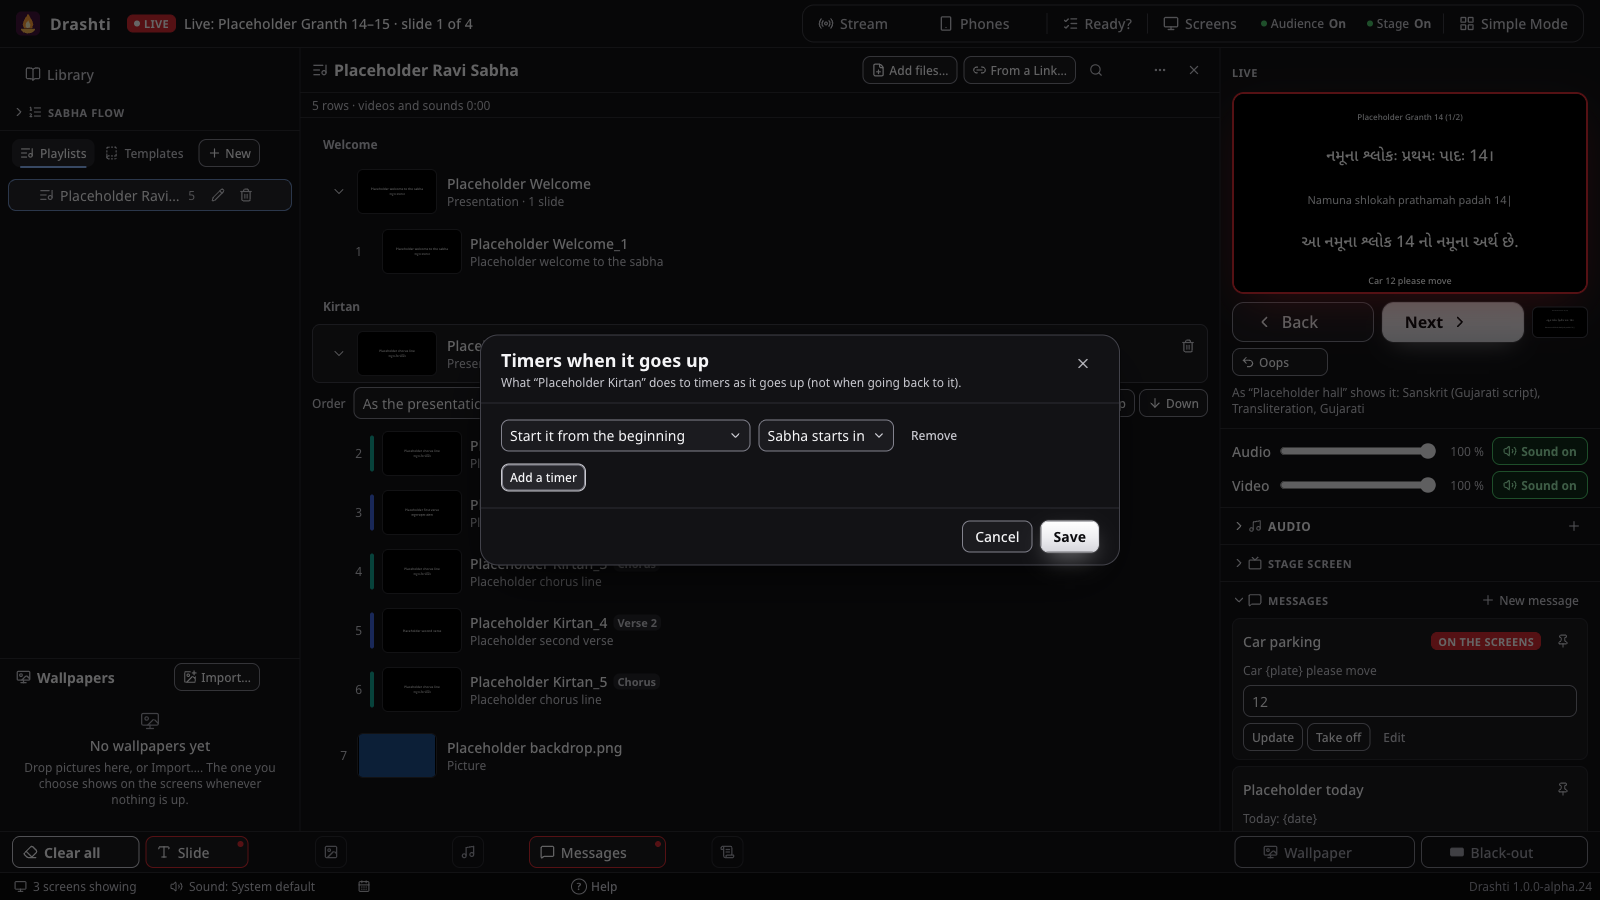 Drashti
LIVE
Live: Placeholder Granth 14–15 · slide 1 of 4
Stream
Phones
Ready?
Screens
Audience On
Stage On
Simple Mode
Library
SABHA FLOW
Playlists
Templates
New
Placeholder Ravi... 5
Placeholder Ravi Sabha
Add files...
From a Link...
5 rows · videos and sounds 0:00
Welcome
Placeholder Welcome
Presentation · 1 slide
1
Placeholder Welcome_1
Placeholder welcome to the sabha
Kirtan
Order
As the presentatio
Down
Timers when it goes up
What “Placeholder Kirtan” does to timers as it goes up (not when going back to it).
Start it from the beginning
Sabha starts in
Remove
Add a timer
Cancel
Save
2
3
4
Placeholder chorus line
5
Placeholder Kirtan_4 Verse 2
Placeholder second verse
6
Placeholder Kirtan_5 Chorus
Placeholder chorus line
7
Placeholder backdrop.png
Picture
Wallpapers
Import...
No wallpapers yet
Drop pictures here, or Import.... The one you
choose shows on the screens whenever
nothing is up.
LIVE
Placeholder Granth 14 (1/2)
નમૂના શ્લોકઃ પ્રથમઃ પાદઃ 14।
Namuna shlokah prathamah padah 14|
આ નમૂના શ્લોક 14 નો નમૂના અર્થ છે.
Car 12 please move
Back
Next
Oops
As “Placeholder hall” shows it: Sanskrit (Gujarati script),
Transliteration, Gujarati
Audio 100 % Sound on
Video 100 % Sound on
AUDIO
STAGE SCREEN
MESSAGES
New message
Car parking
ON THE SCREENS
Car {plate} please move
12
Update
Take off
Edit
Placeholder today
Today: {date}
Clear all
Slide
Messages
Wallpaper
Black-out
3 screens showing
Sound: System default
Help
Drashti 1.0.0-alpha.24